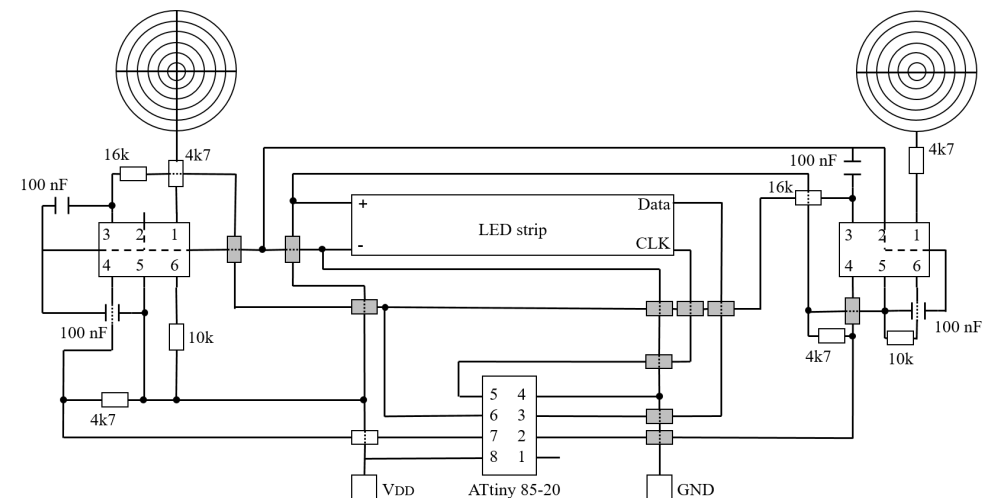 16k
4k7
100 nF
3 2 1
4 5 6
100 nF
10k
4k7
+
Data
LED strip
-
CLK
100 nF
4k7
16k
3 2 1
4 5 6
100 nF
4k7
10k
5 4
6 3
7 2
8 1
VDD
ATtiny 85-20
GND